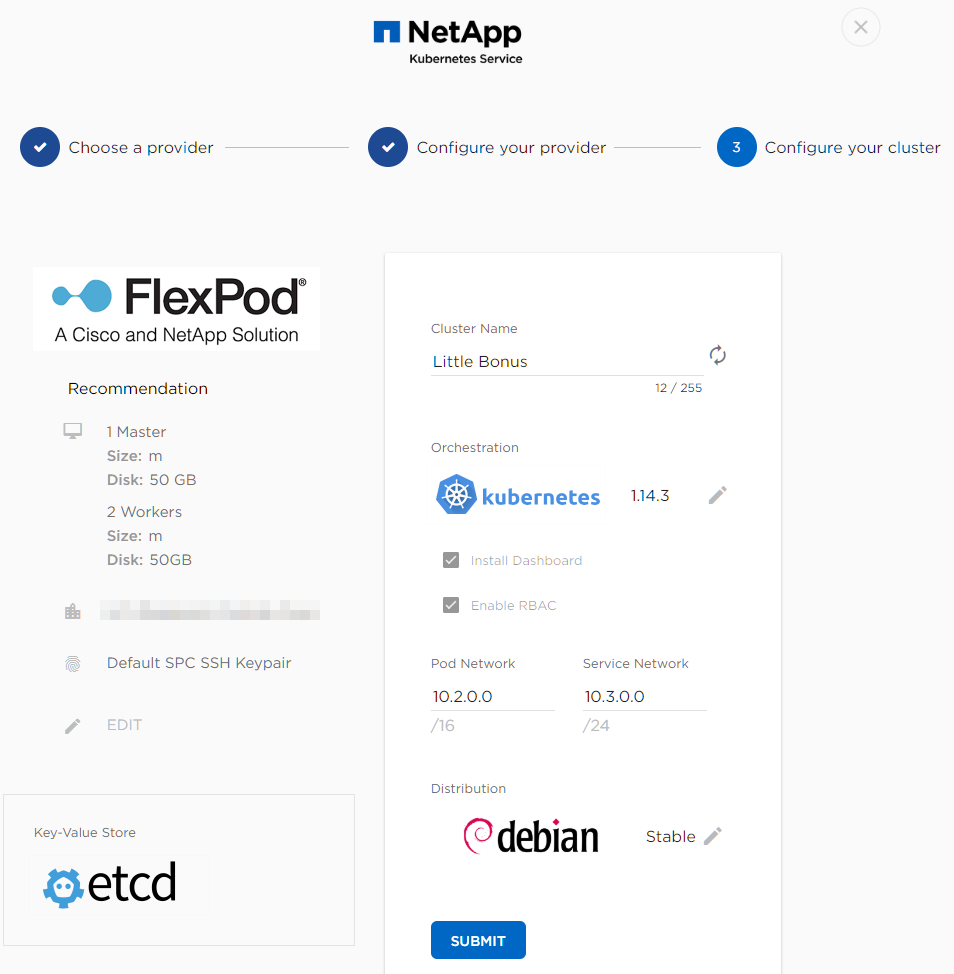 NetApp
Kubernetes Service
Choose a provider
Configure your provider
3
Configure your cluster
FlexPod®
A Cisco and NetApp Solution
Recommendation
1 Master
Size: m
Disk: 50 GB
2 Workers
Size: m
Disk: 50GB
Default SPC SSH Keypair
EDIT
Key-Value Store
etcd
Cluster Name
Little Bonus
12 / 255
Orchestration
kubernetes 1.14.3
Install Dashboard
Enable RBAC
Pod Network Service Network
10.2.0.0 10.3.0.0
/16 /24
Distribution
debian Stable
SUBMIT